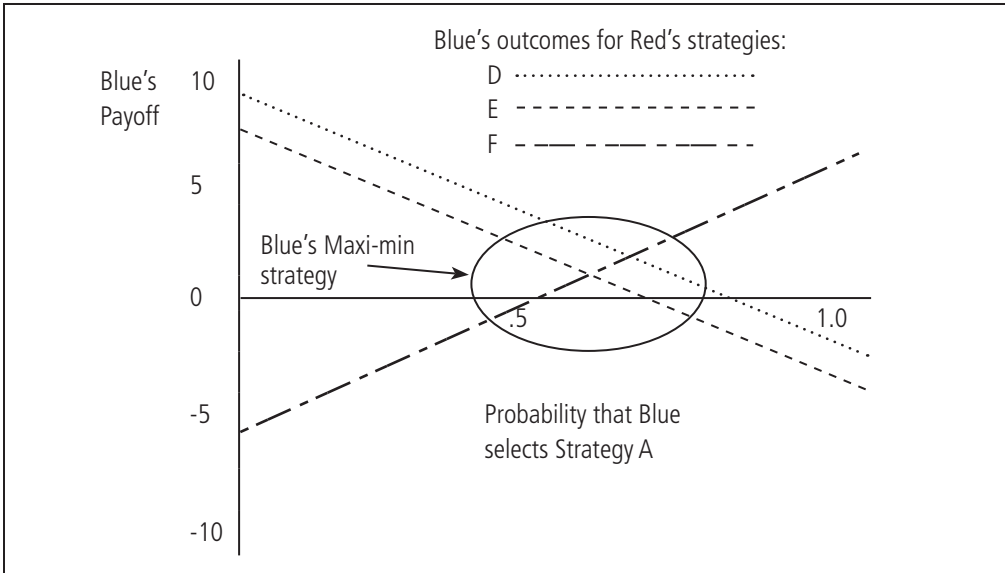 Blue's outcomes for Red's strategies:
D
E
F
Blue's
Payoff
10
5
0
-5
-10
Blue's Maxi-min
strategy
.5
1.0
Probability that Blue
selects Strategy A